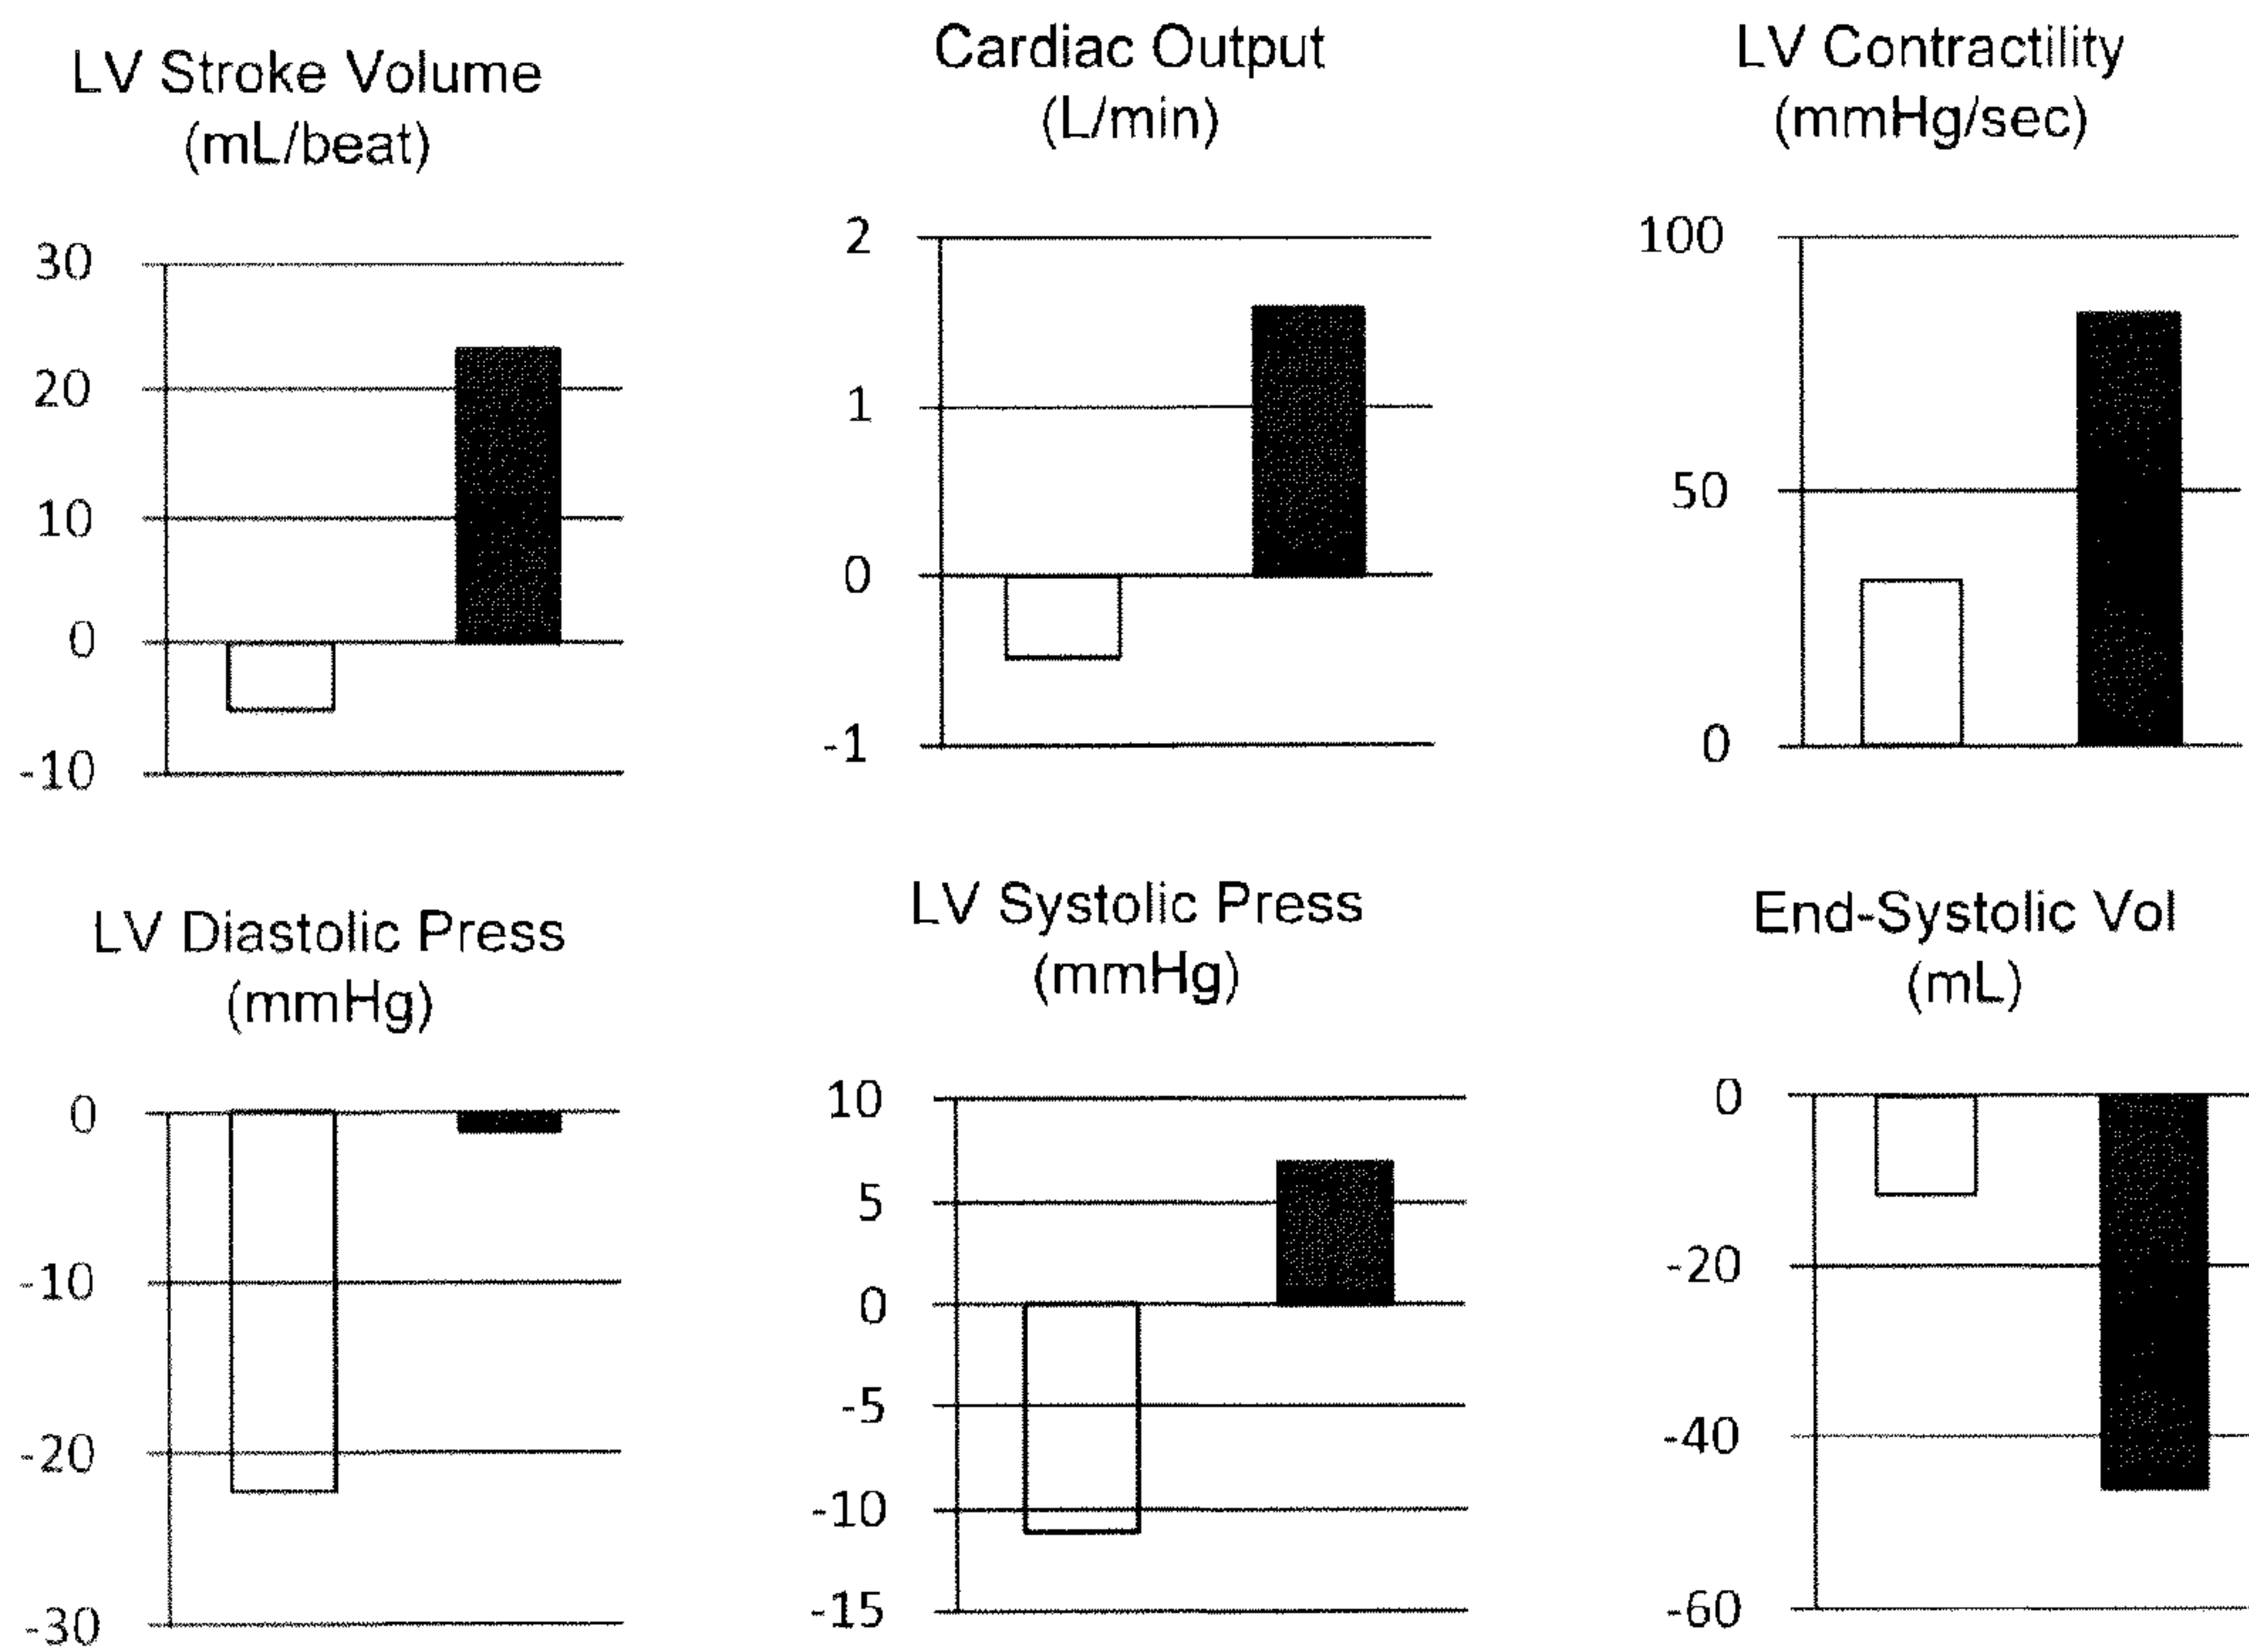 LV Stroke Volume
(mL/beat)
30
20
10
0
-10
Cardiac Output
(L/min)
2
1
0
-1
LV Contractility
(mmHg/sec)
100
50
0
LV Diastolic Press
(mmHg)
0
-10
-20
-30
LV Systolic Press
(mmHg)
10
5
0
-5
-10
-15
End-Systolic Vol
(mL)
0
-20
-40
-60